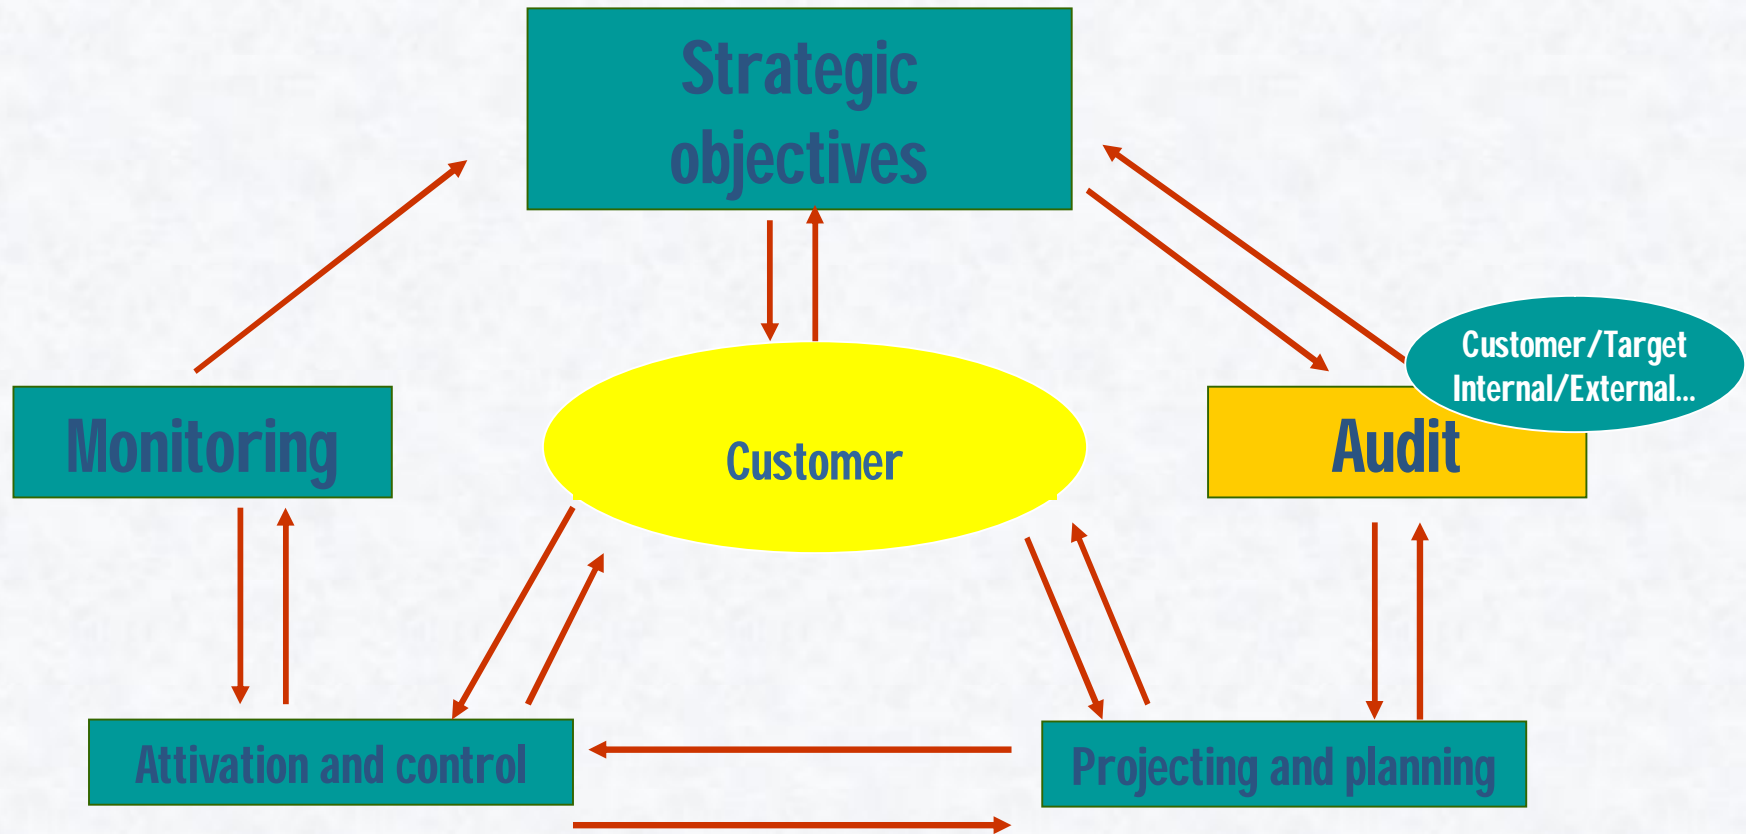 Strategic
objectives
Customer/Target
Internal/External...
Monitoring
Customer
Audit
Attivation and control
Projecting and planning